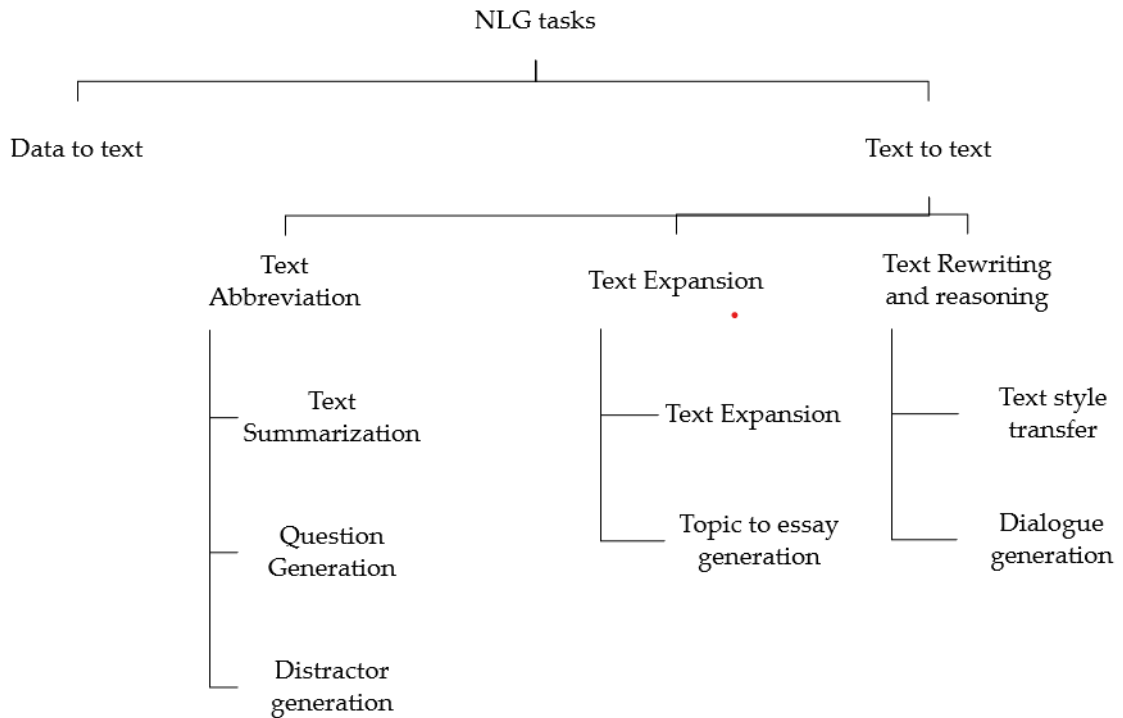 NLG tasks
Data to text
Text to text
Text
Abbreviation
Text Expansion
Text Rewriting
and reasoning
Text
Summarization
Text Expansion
Text style
transfer
Question
Generation
Topic to essay
generation
Dialogue
generation
Distractor
generation